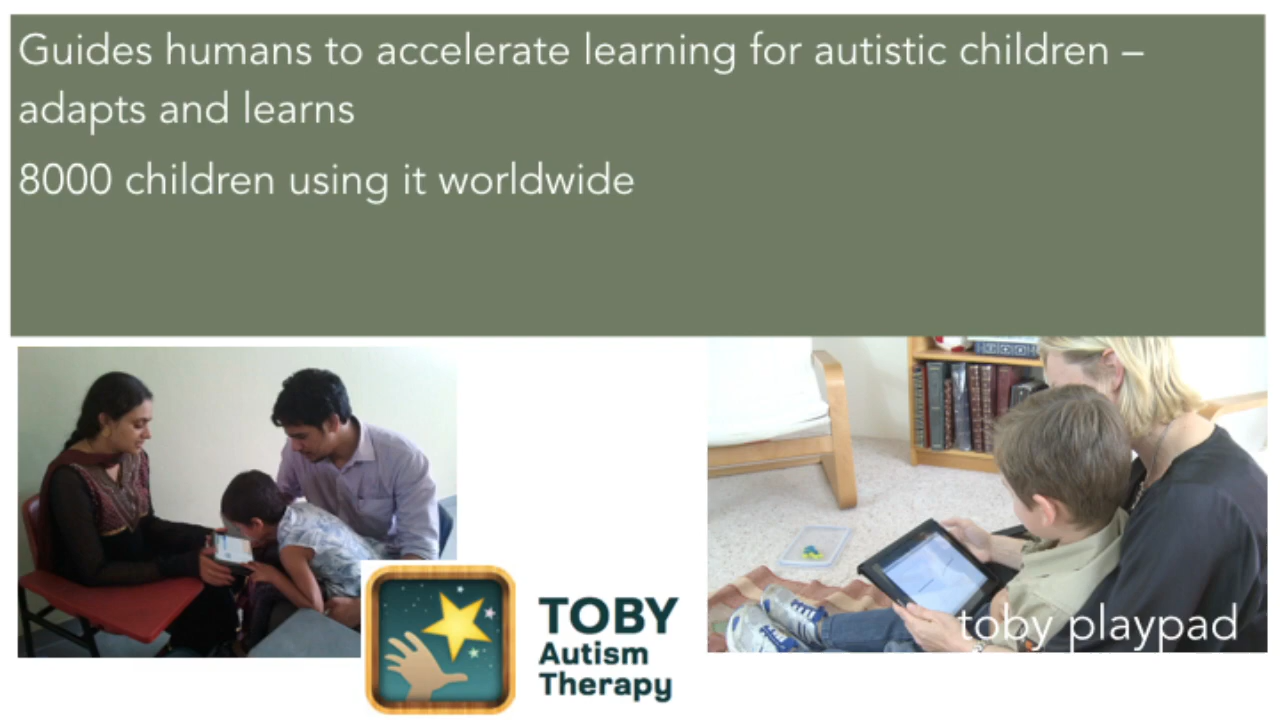 Guides humans to accelerate learning for autistic children –
adapts and learns
8000 children using it worldwide
TOBY
Autism
Therapy
toby playpad